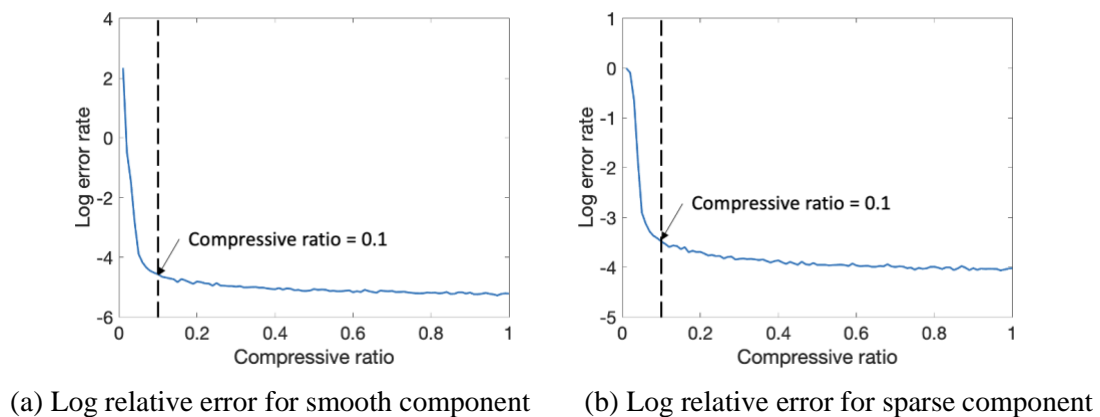 4
2
0
-2
-4
-6
Log error rate
Compressive ratio = 0.1
0 0.2 0.4 0.6 0.8 1
Compressive ratio
(a) Log relative error for smooth component
1
0
-1
-2
-3
-4
-5
Log error rate
Compressive ratio = 0.1
0 0.2 0.4 0.6 0.8 1
Compressive ratio
(b) Log relative error for sparse component